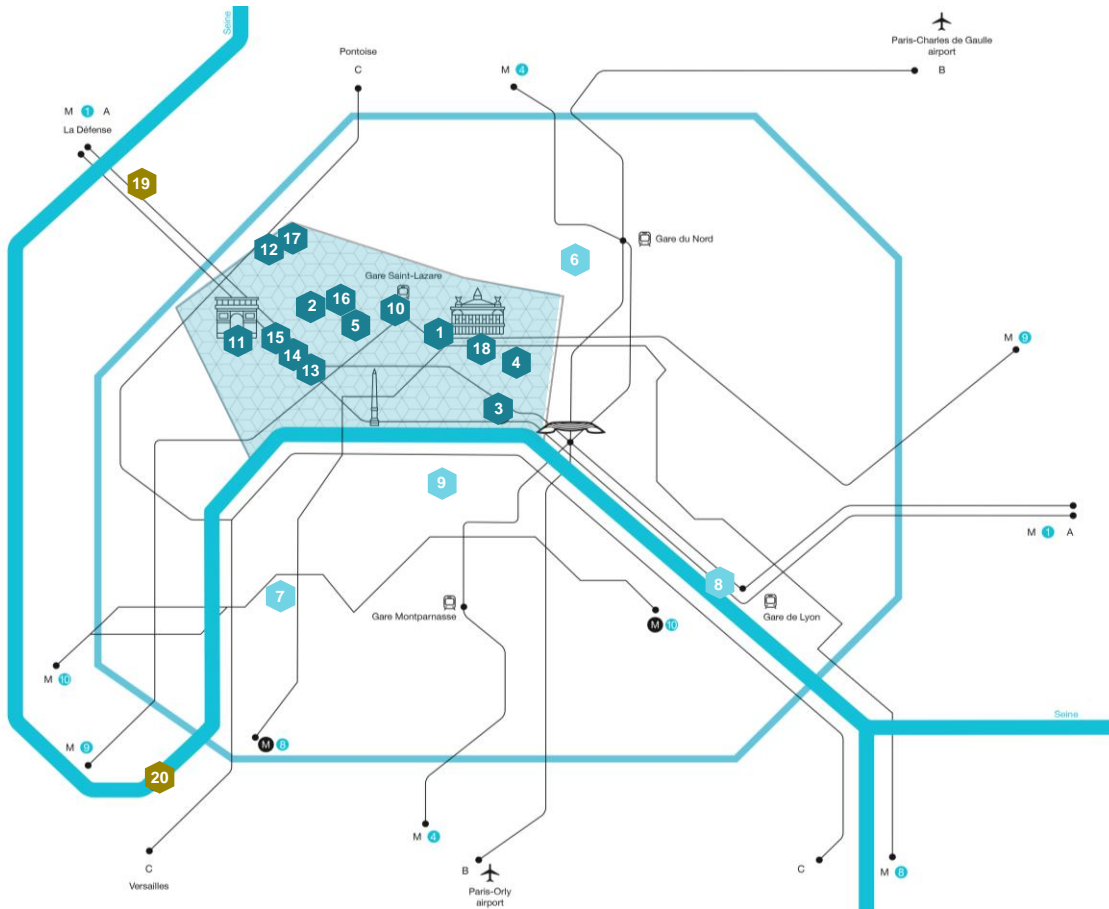 Seine
Paris-Charles de Gaulle
airport
B
Pontoise
C
M 4
M 1 A
La Défense
19
Gare du Nord
6
17
12
Gare Saint-Lazare
16
2
10
5
1
15
11
14
18
13
4
3
M 9
9
M 1 A
8
7
Gare de Lyon
Gare Montparnasse
M 10
M 10
Seine
M 9
M 8
20
M 4
C
Versailles
B
Paris-Orly
airport
C
M 8